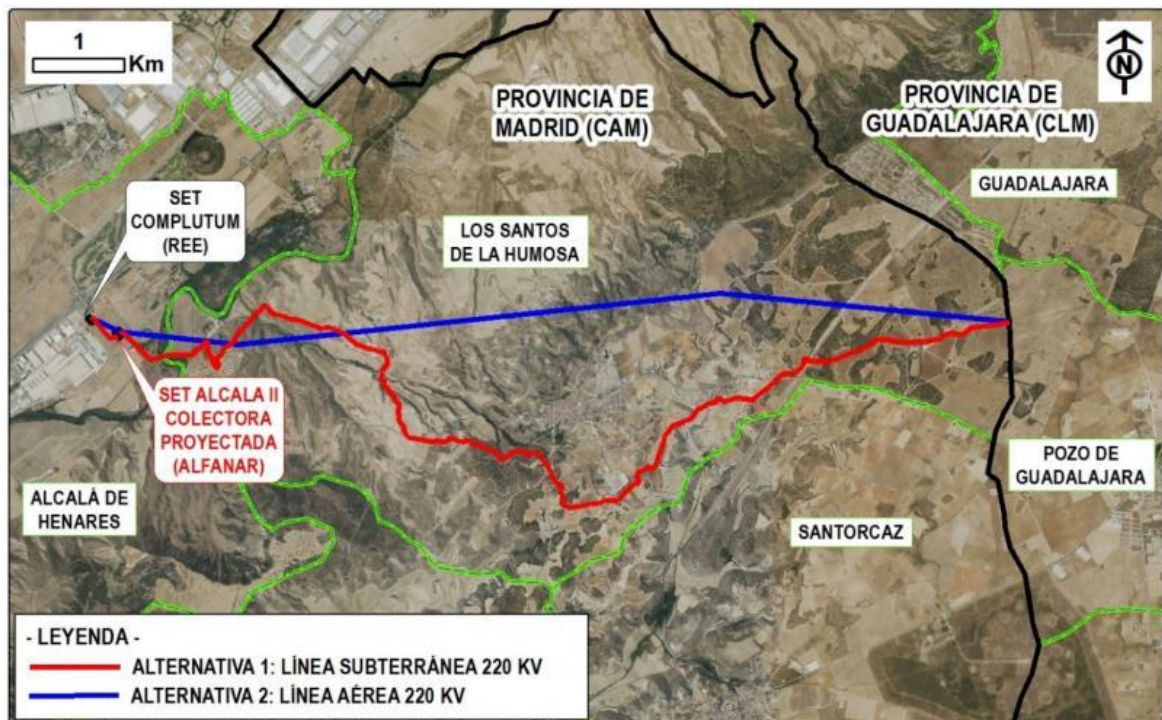 1
Km
N
PROVINCIA DE
MADRID (CAM)
PROVINCIA DE
GUADALAJARA (CLM)
GUADALAJARA
SET
COMPLUTUM
(REE)
LOS SANTOS
DE LA HUMOSA
SET ALCALA II
COLECTORA
PROYECTADA
(ALFANAR)
ALCALÁ DE
HENARES
POZO DE
GUADALAJARA
SANTORCAZ
- LEYENDA -
ALTERNATIVA 1: LÍNEA SUBTERRÁNEA 220 KV
ALTERNATIVA 2: LÍNEA AÉREA 220 KV